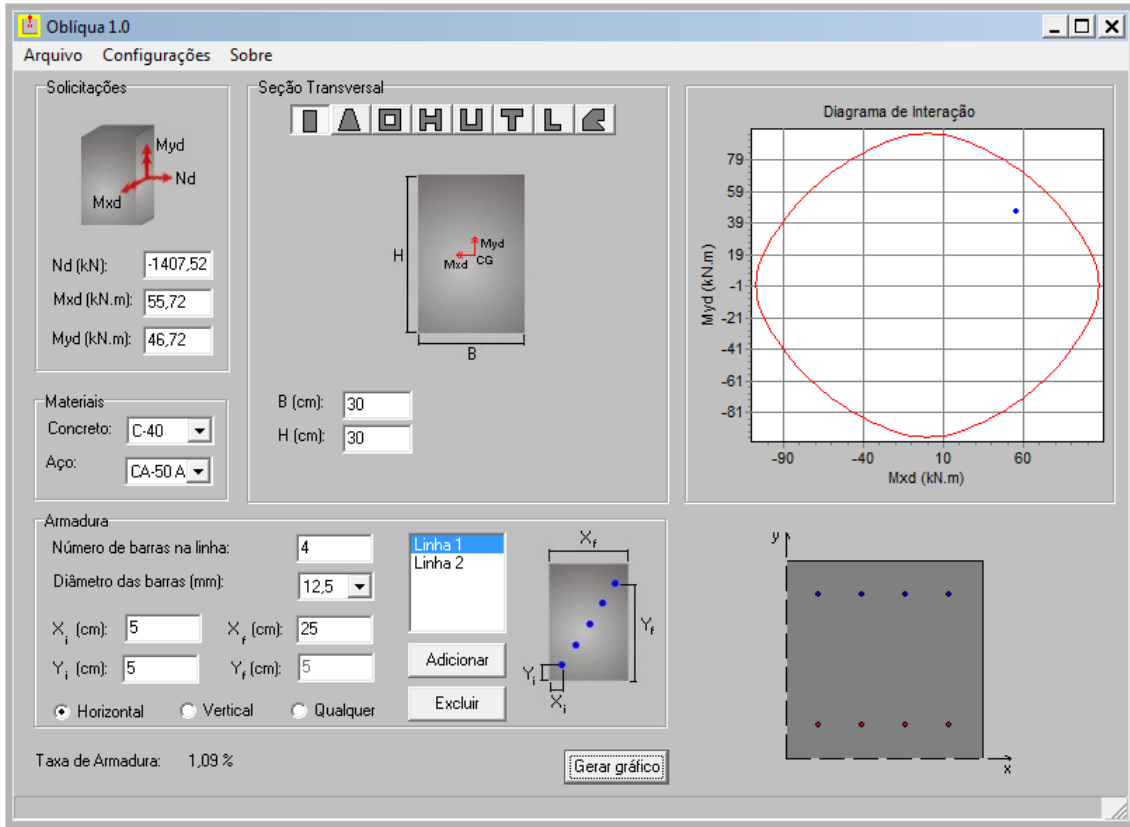 Oblíqua 1.0
Arquivo Configurações Sobre
Solicitações
Myd
Nd
Mxd
Nd (kN): -1407,52
Mxd (kN.m): 55,72
Myd (kN.m): 46,72
Materiais
Concreto: C-40
Aço: CA-50 A
Seção Transversal
H
Myd
Mxd CG
B
B (cm): 30
H (cm): 30
Diagrama de Interação
Myd (kN.m)
79
59
39
19
-1
-21
-41
-61
-81
-90 -40 10 60
Mxd (kN.m)
Armadura
Número de barras na linha: 4
Diâmetro das barras (mm): 12,5
Xi (cm): 5 Xf (cm): 25
Yi (cm): 5 Yf (cm): 5
Horizontal Vertical Qualquer
Linha 1
Linha 2
Adicionar
Excluir
Xf
Yf
Yi
Xi
Taxa de Armadura: 1,09 %
Gerar gráfico
y
x